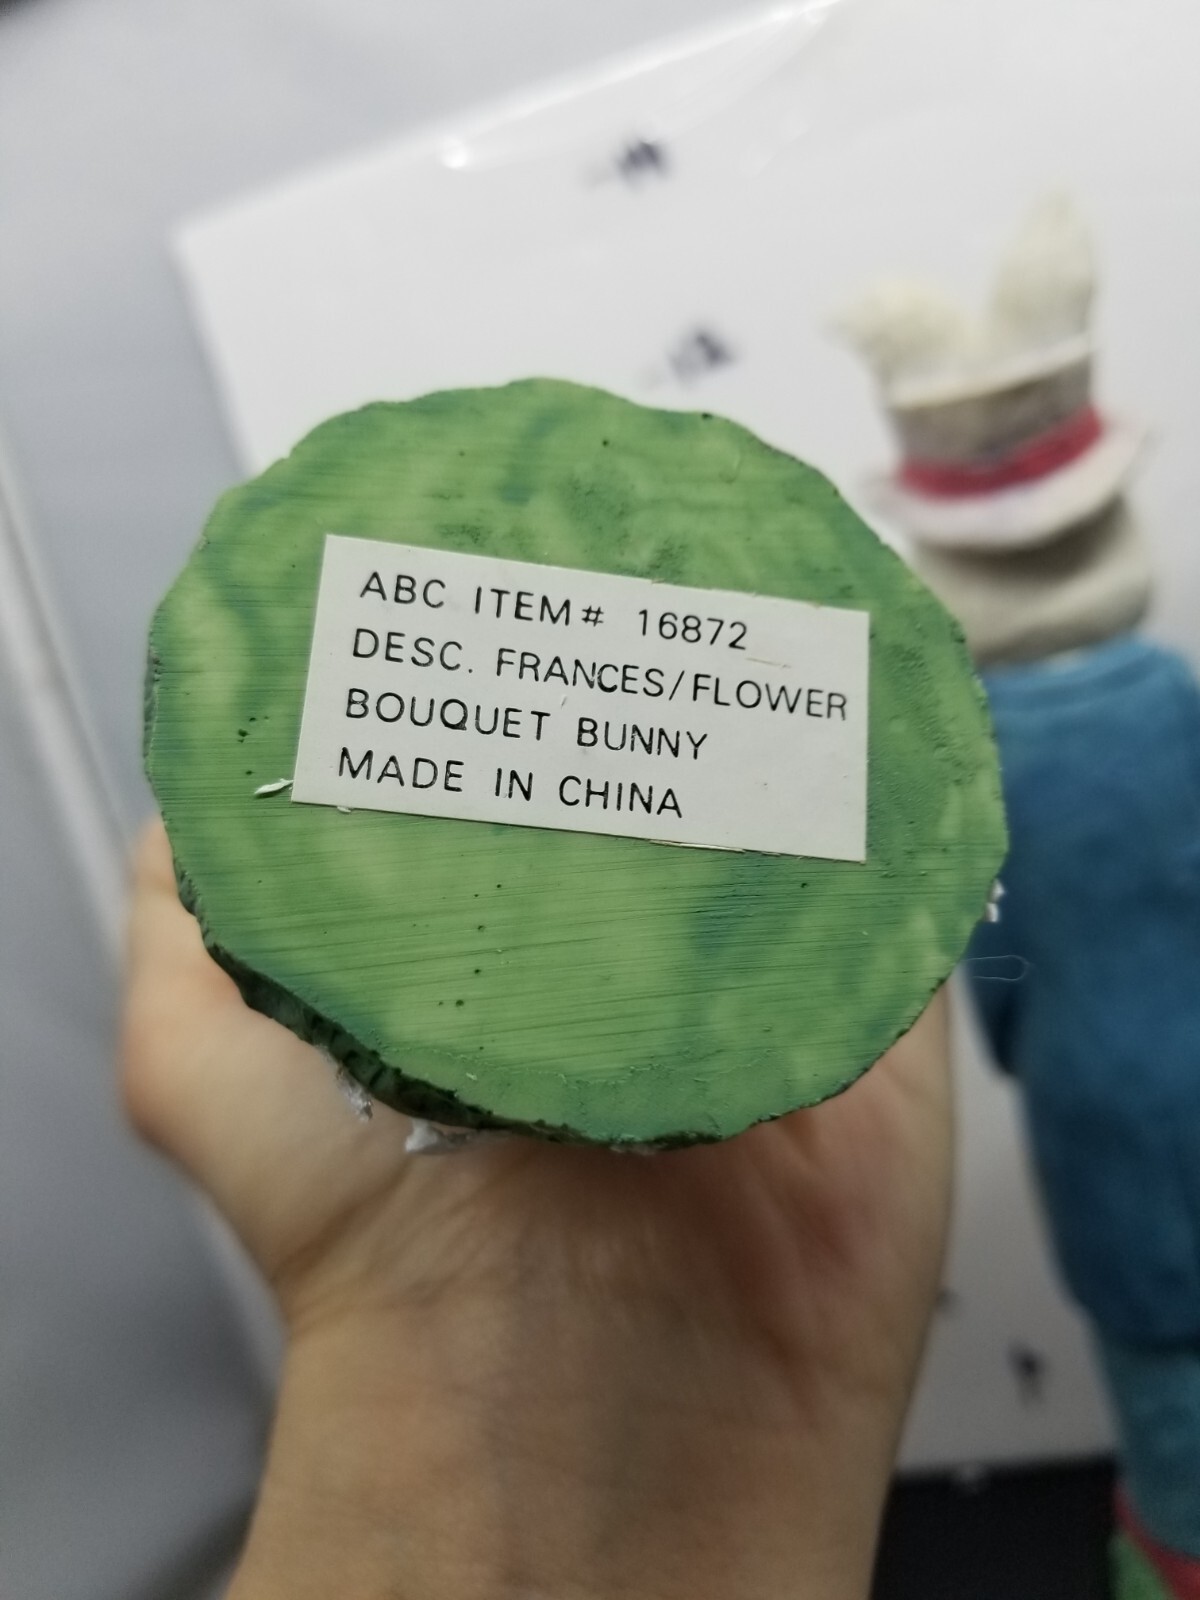 ABC ITEM# 16872
DESC. FRANCES/FLOWER
BOUQUET BUNNY
MADE IN CHINA